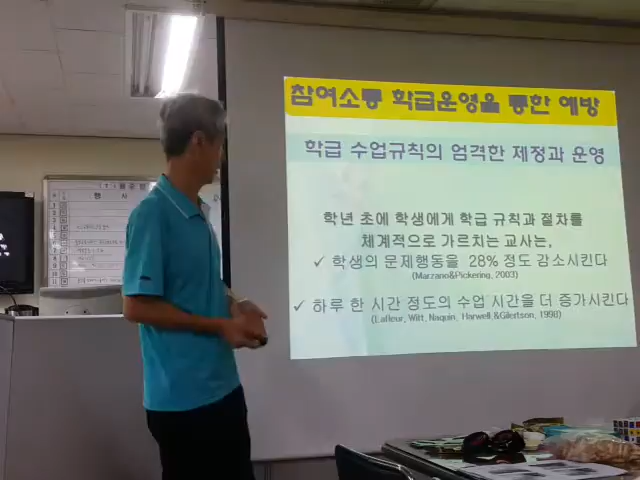 참여소통 학급운영을 통한 예방
학급 수업규칙의 엄격한 제정과 운영
학년 초에 학생에게 학급 규칙과 절차를
체계적으로 가르치는 교사는,
✓ 학생의 문제행동을 28% 정도 감소시킨다
(Marzano&Pickering, 2003)
✓ 하루 한 시간 정도의 수업 시간을 더 증가시킨다
(Lafleur, Witt, Naquin, Harwell &Gilertson, 1998)
행 사